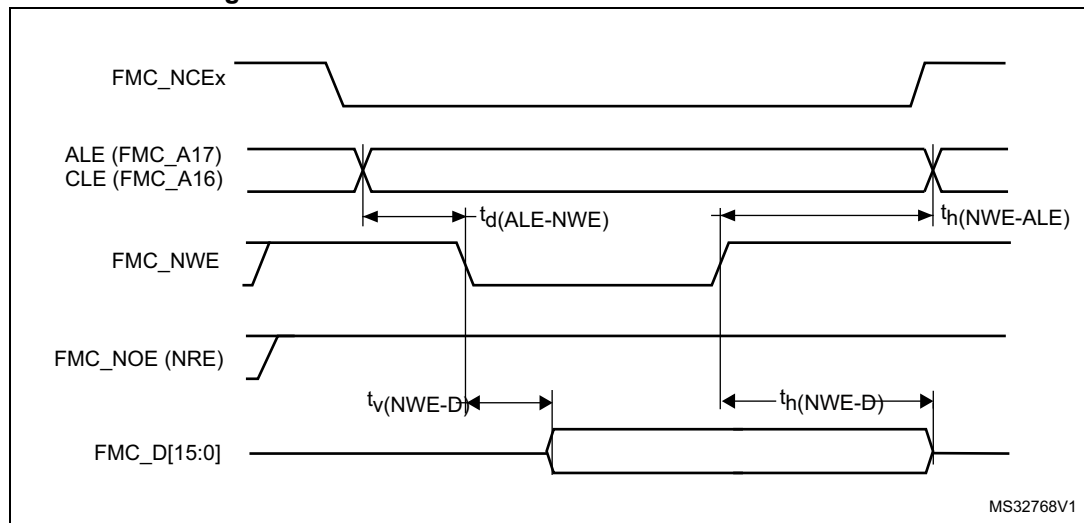 FMC_NCEx
ALE (FMC_A17)
CLE (FMC_A16)
td(ALE-NWE)
th(NWE-ALE)
FMC_NWE
FMC_NOE (NRE)
tv(NWE-D)
th(NWE-D)
FMC_D[15:0]
MS32768V1